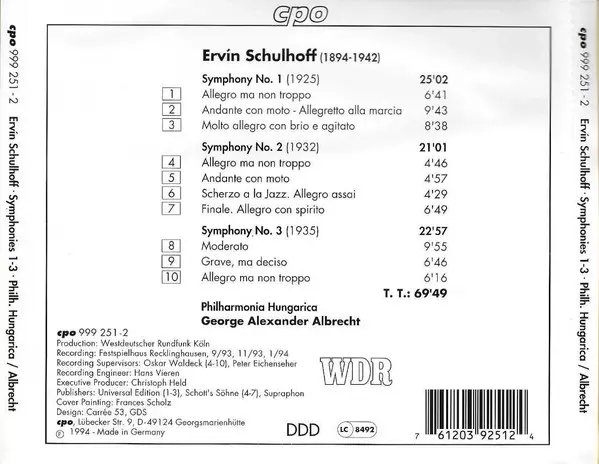 cpo
Ervín Schulhoff (1894-1942)
Symphony No. 1 (1925) 25'02
1 Allegro ma non troppo 6'41
2 Andante con moto - Allegretto alla marcia 9'43
3 Molto allegro con brio e agitato 8'38
Symphony No. 2 (1932) 21'01
4 Allegro ma non troppo 4'46
5 Andante con moto 4'57
6 Scherzo a la Jazz. Allegro assai 4'29
7 Finale. Allegro con spirito 6'49
Symphony No. 3 (1935) 22'57
8 Moderato 9'55
9 Grave, ma deciso 6'46
10 Allegro ma non troppo 6'16
T. T.: 69'49
Philharmonia Hungarica
George Alexander Albrecht
cpo 999 251-2
Production: Westdeutscher Rundfunk Köln
Recording: Festspielhaus Recklinghausen, 9/93, 11/93, 1/94
Recording Supervisors: Oskar Waldeck (4-10), Peter Eichenseher
Recording Engineer: Hans Vieren
Executive Producer: Christoph Held
Publishers: Universal Edition (1-3), Schott's Söhne (4-7), Supraphon
Cover Painting: Frances Scholz
Design: Carrée 53, GDS
cpo, Lübecker Str. 9, D-49124 Georgsmarienhütte
℗ 1994 - Made in Germany
WDR
DDD
LC 8492
7 61203 92512 4
cpo 999 251-2 Ervín Schulhoff · Symphonies 1-3 · Philh. Hungarica / Albrecht
cpo 999 251-2 Ervín Schulhoff · Symphonies 1-3 · Philh. Hungarica / Albrecht